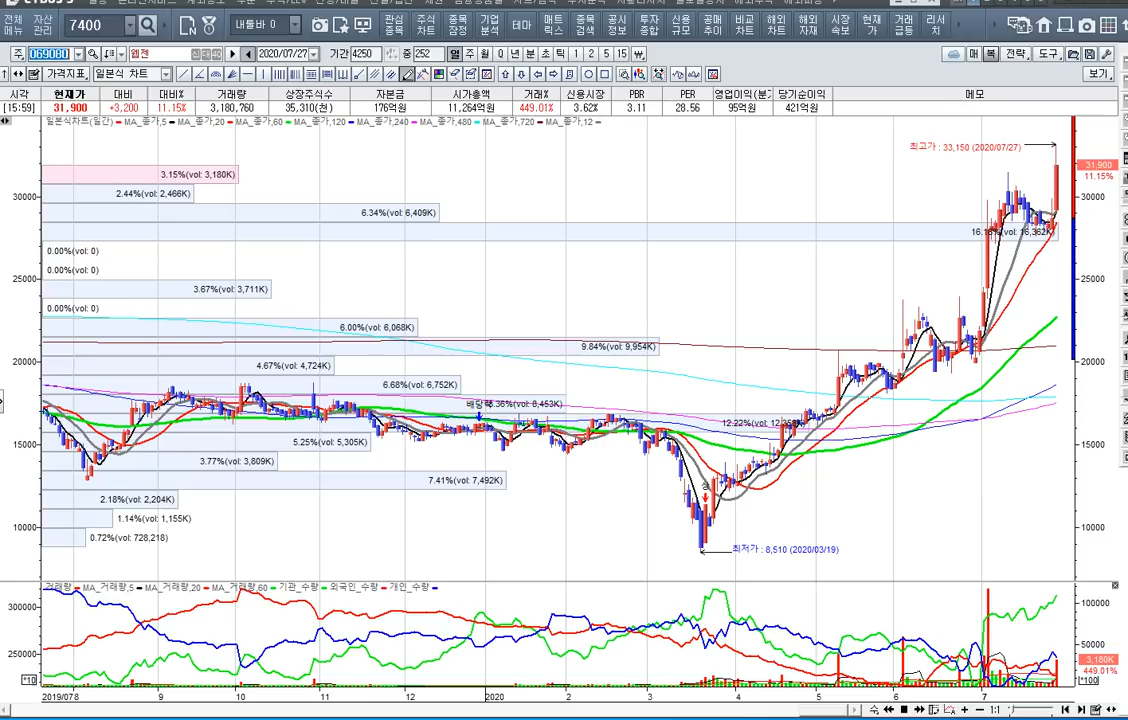 전체 메뉴 자산 관리 7400 내돌바 0 관심 종목 주식 차트 종목 잠정 기업 분석 테마 매트 릭스 종목 검색 공시 정보 투자 종합 신용 규모 공매 추이 비교 차트 해외 차트 해외 자재 시장 속보 현재 가 거래 급등 리서 치
주 069080 웹젠 2020/07/27 기간 4250 중 252 일 주 월 Q 년 분 초 틱 1 2 5 15 매 복 전략 도구
가격지표 일본식 차트 보기
시각 현재가 대비 대비% 거래량 상장주식수 자본금 시가총액 거래% 신용시장 PBR PER 영업이익(분기 당기순이익 메모
[15:59] 31,900 +3,200 11.15% 3,180,760 35,310(천) 176억원 11,264억원 449.01% 3.62% 3.11 28.56 95억원 421억원
일본식차트(일간) MA_종가,5 MA_종가,20 MA_종가,60 MA_종가,120 MA_종가,240 MA_종가,480 MA_종가,720 MA_종가,12
최고가 : 33,150 (2020/07/27)
31,900
11.15%
3.15%(vol: 3,180K)
2.44%(vol: 2,466K)
30000 30000
6.34%(vol: 6,409K)
16.18%(vol: 16,362K)
0.00%(vol: 0)
0.00%(vol: 0)
25000 25000
3.67%(vol: 3,711K)
0.00%(vol: 0)
6.00%(vol: 6,068K)
9.84%(vol: 9,954K)
20000 20000
4.67%(vol: 4,724K)
6.68%(vol: 6,752K)
배당락 6.36%(vol: 6,453K)
12.22%(vol:
15000 15000
5.25%(vol: 5,305K)
3.77%(vol: 3,809K)
7.41%(vol: 7,492K)
2.18%(vol: 2,204K)
1.14%(vol: 1,155K)
10000 10000
0.72%(vol: 728,218)
최저가 : 8,510 (2020/03/19)
거래량 MA_거래량,5 MA_거래량,20 MA_거래량,60 기관_수량 외국인_수량 개인_수량
300000 100000
250000 50000
3,180K
449.01%
*10 *100
2019/07 8 9 10 11 12 2020 2 3 4 5 6 7
1:1